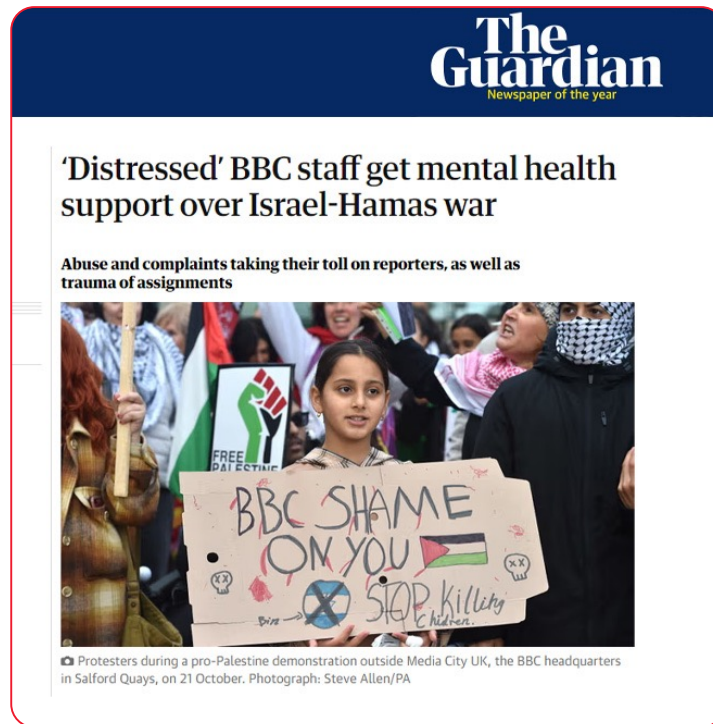 The
Guardian
Newspaper of the year
‘Distressed’ BBC staff get mental health
support over Israel-Hamas war
Abuse and complaints taking their toll on reporters, as well as
trauma of assignments
FREE
PALESTINE
BBC SHAME
ON YOU
STOP Killing
Children.
Protesters during a pro-Palestine demonstration outside Media City UK, the BBC headquarters
in Salford Quays, on 21 October. Photograph: Steve Allen/PA